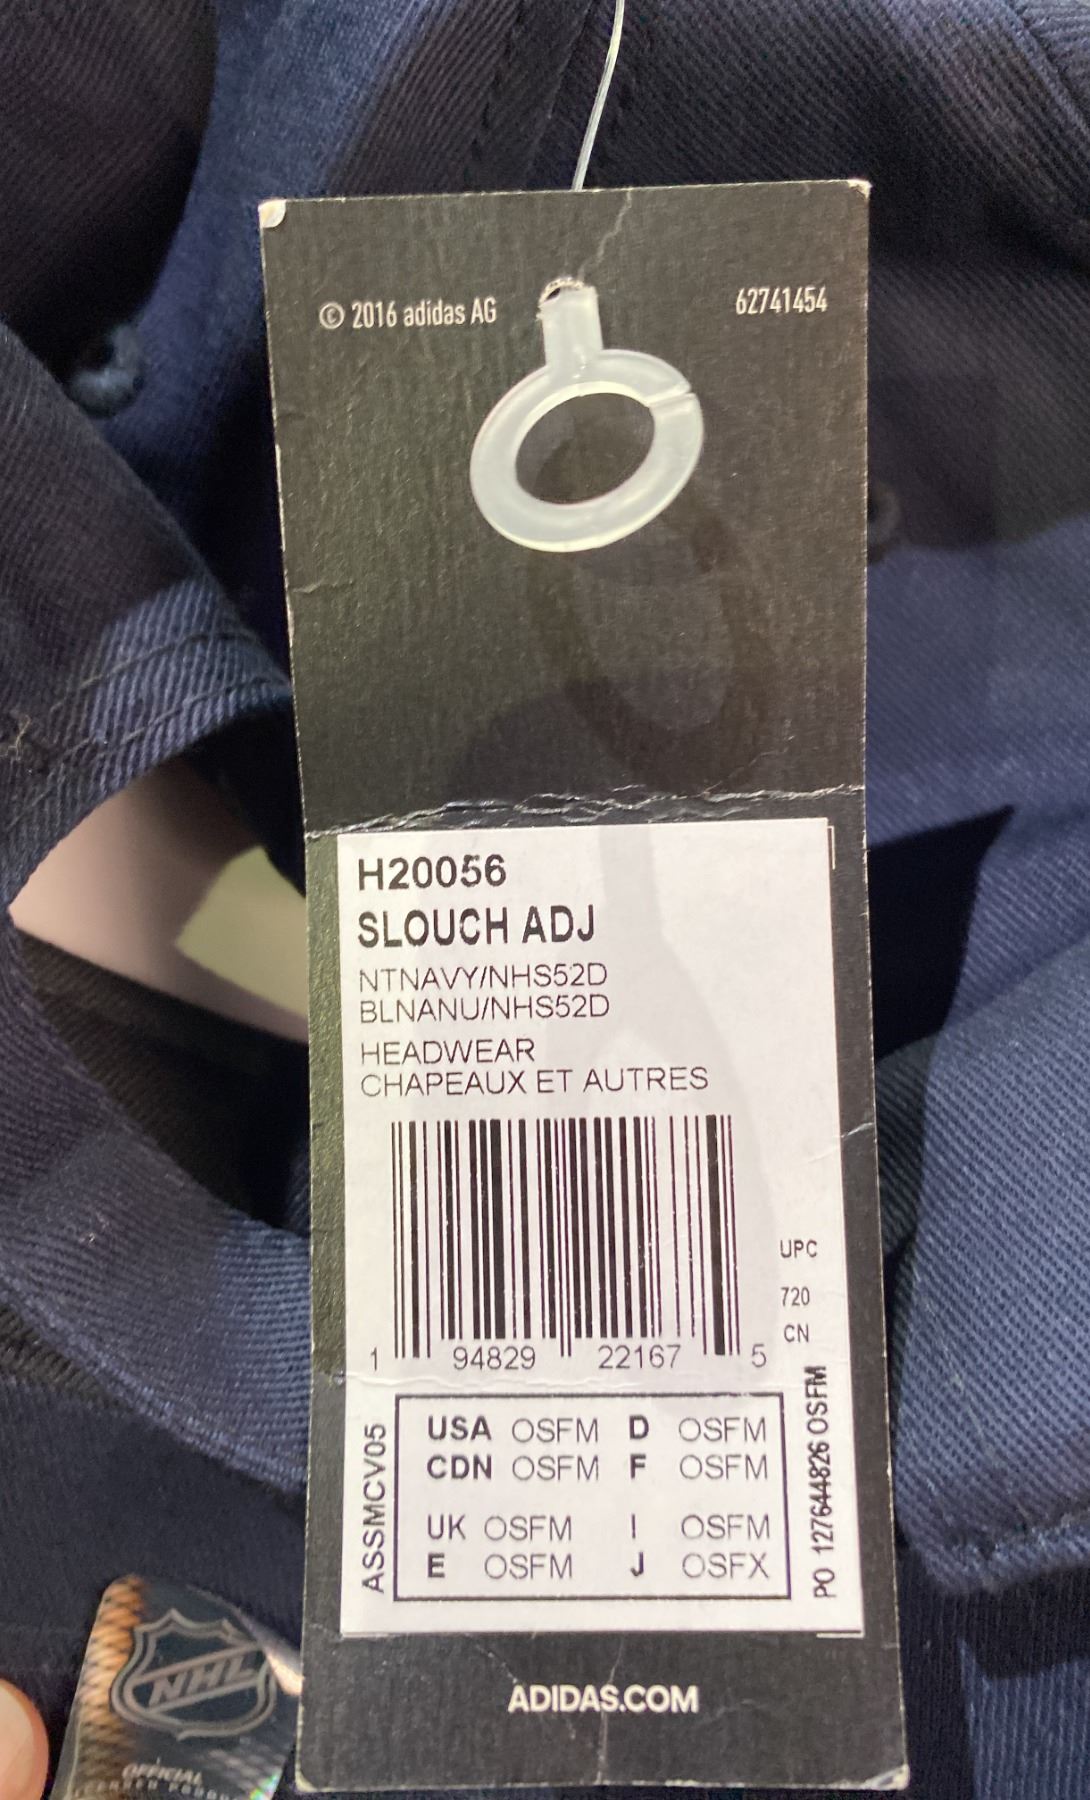 © 2016 adidas AG
62741454
H20056
SLOUCH ADJ
NTNAVY/NHS52D
BLNANU/NHS52D
HEADWEAR
CHAPEAUX ET AUTRES
1 94829 22167 5
UPC
720
CN
USA OSFM D OSFM
CDN OSFM F OSFM
UK OSFM I OSFM
E OSFM J OSFX
ASSMCV05
PO 127644826 OSFM
ADIDAS.COM
NHL
OFFICIAL